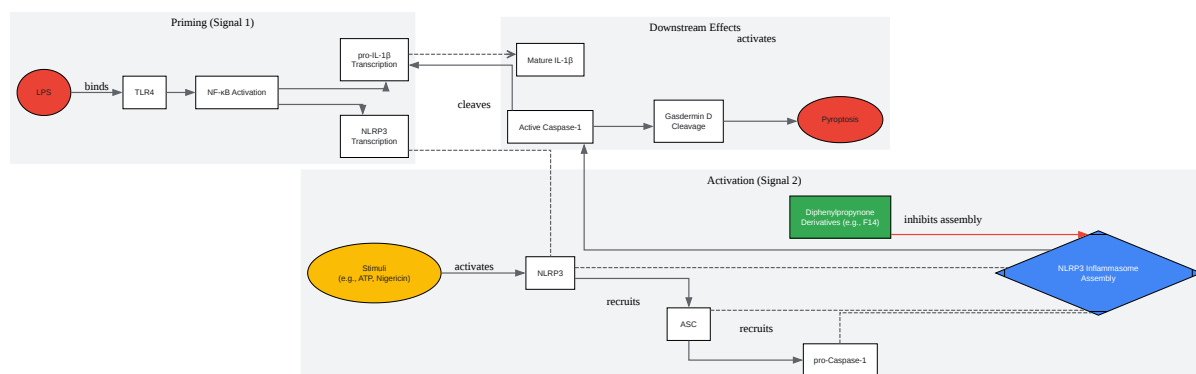 Priming (Signal 1)
LPS
binds
TLR4
NF-κB Activation
pro-IL-1β
Transcription
NLRP3
Transcription
Downstream Effects
activates
Mature IL-1β
cleaves
Active Caspase-1
Gasdermin D
Cleavage
Pyroptosis
Activation (Signal 2)
Diphenylpropynone
Derivatives (e.g., F14)
inhibits assembly
Stimuli
(e.g., ATP, Nigericin)
activates
NLRP3
NLRP3 Inflammasome
Assembly
recruits
ASC
recruits
pro-Caspase-1